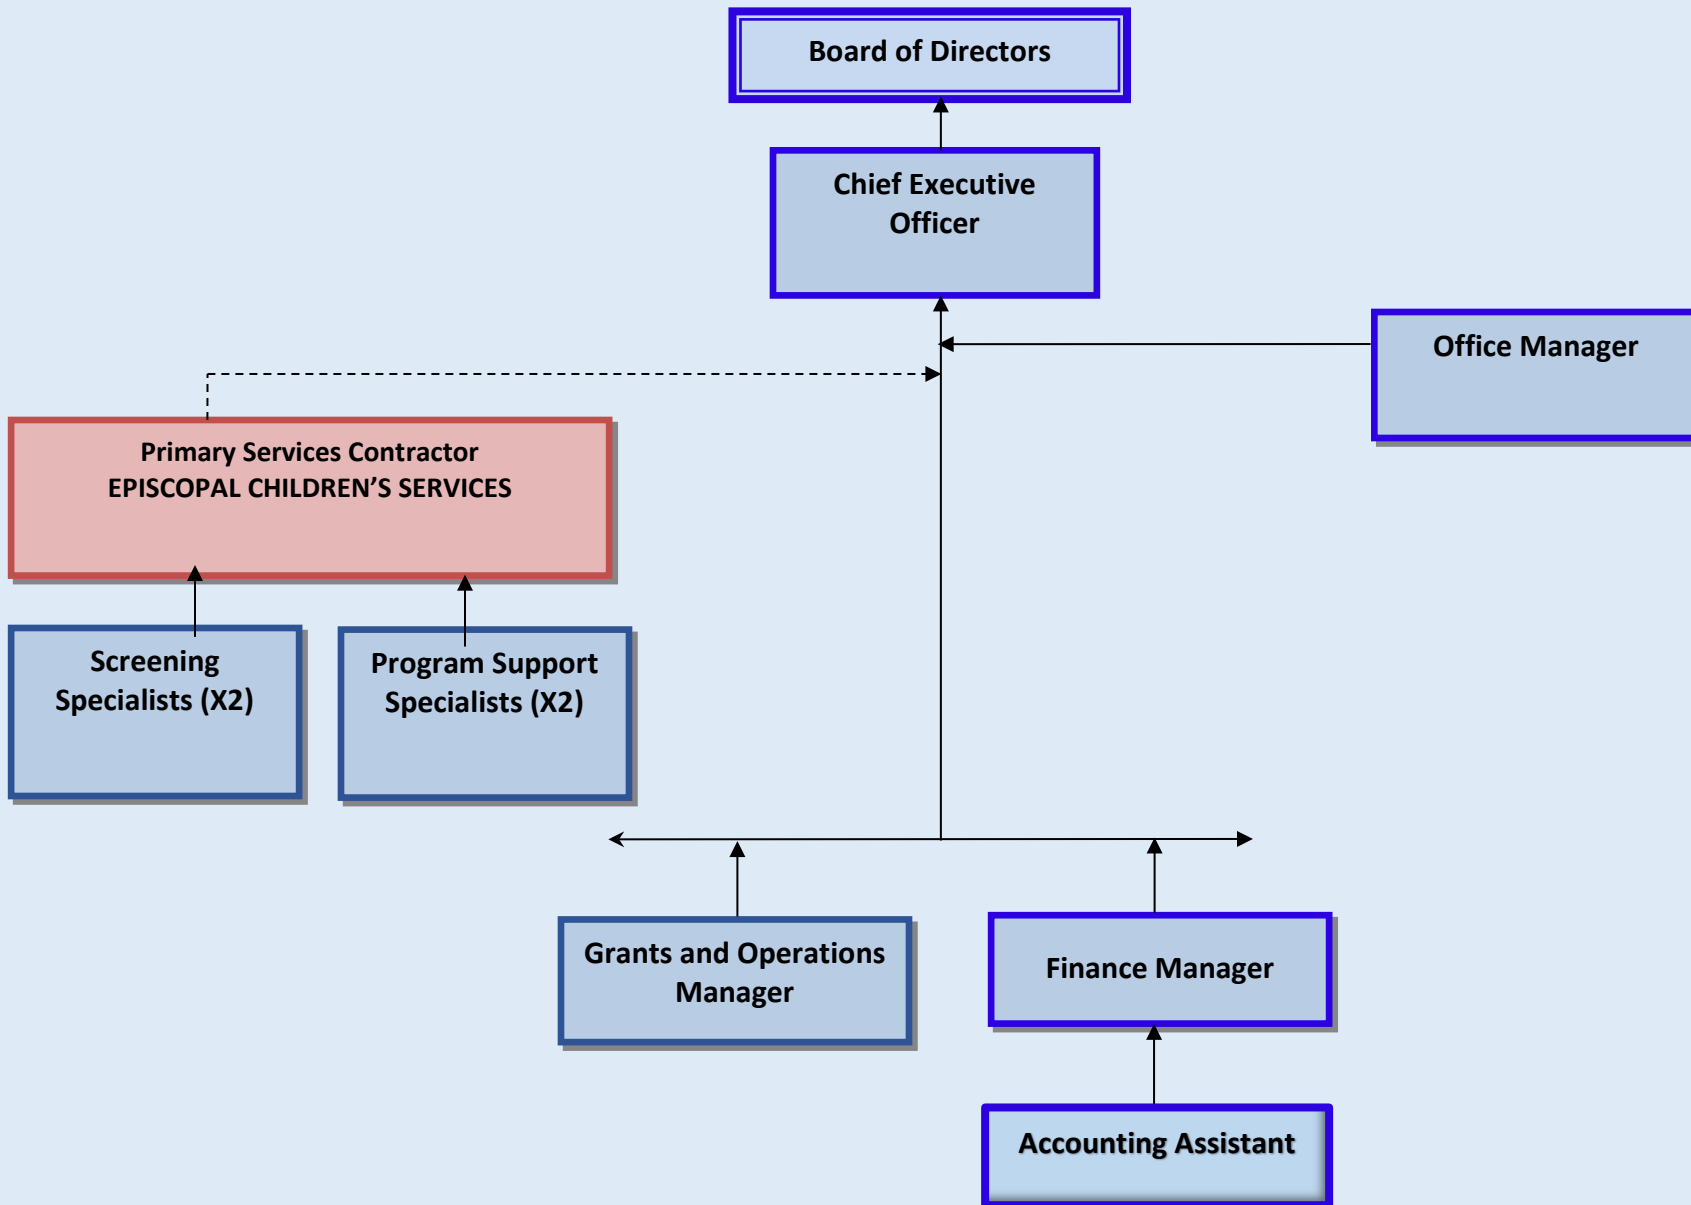 Board of Directors
Chief Executive
Officer
Office Manager
Primary Services Contractor
EPISCOPAL CHILDREN’S SERVICES
Screening
Specialists (X2)
Program Support
Specialists (X2)
Grants and Operations
Manager
Finance Manager
Accounting Assistant